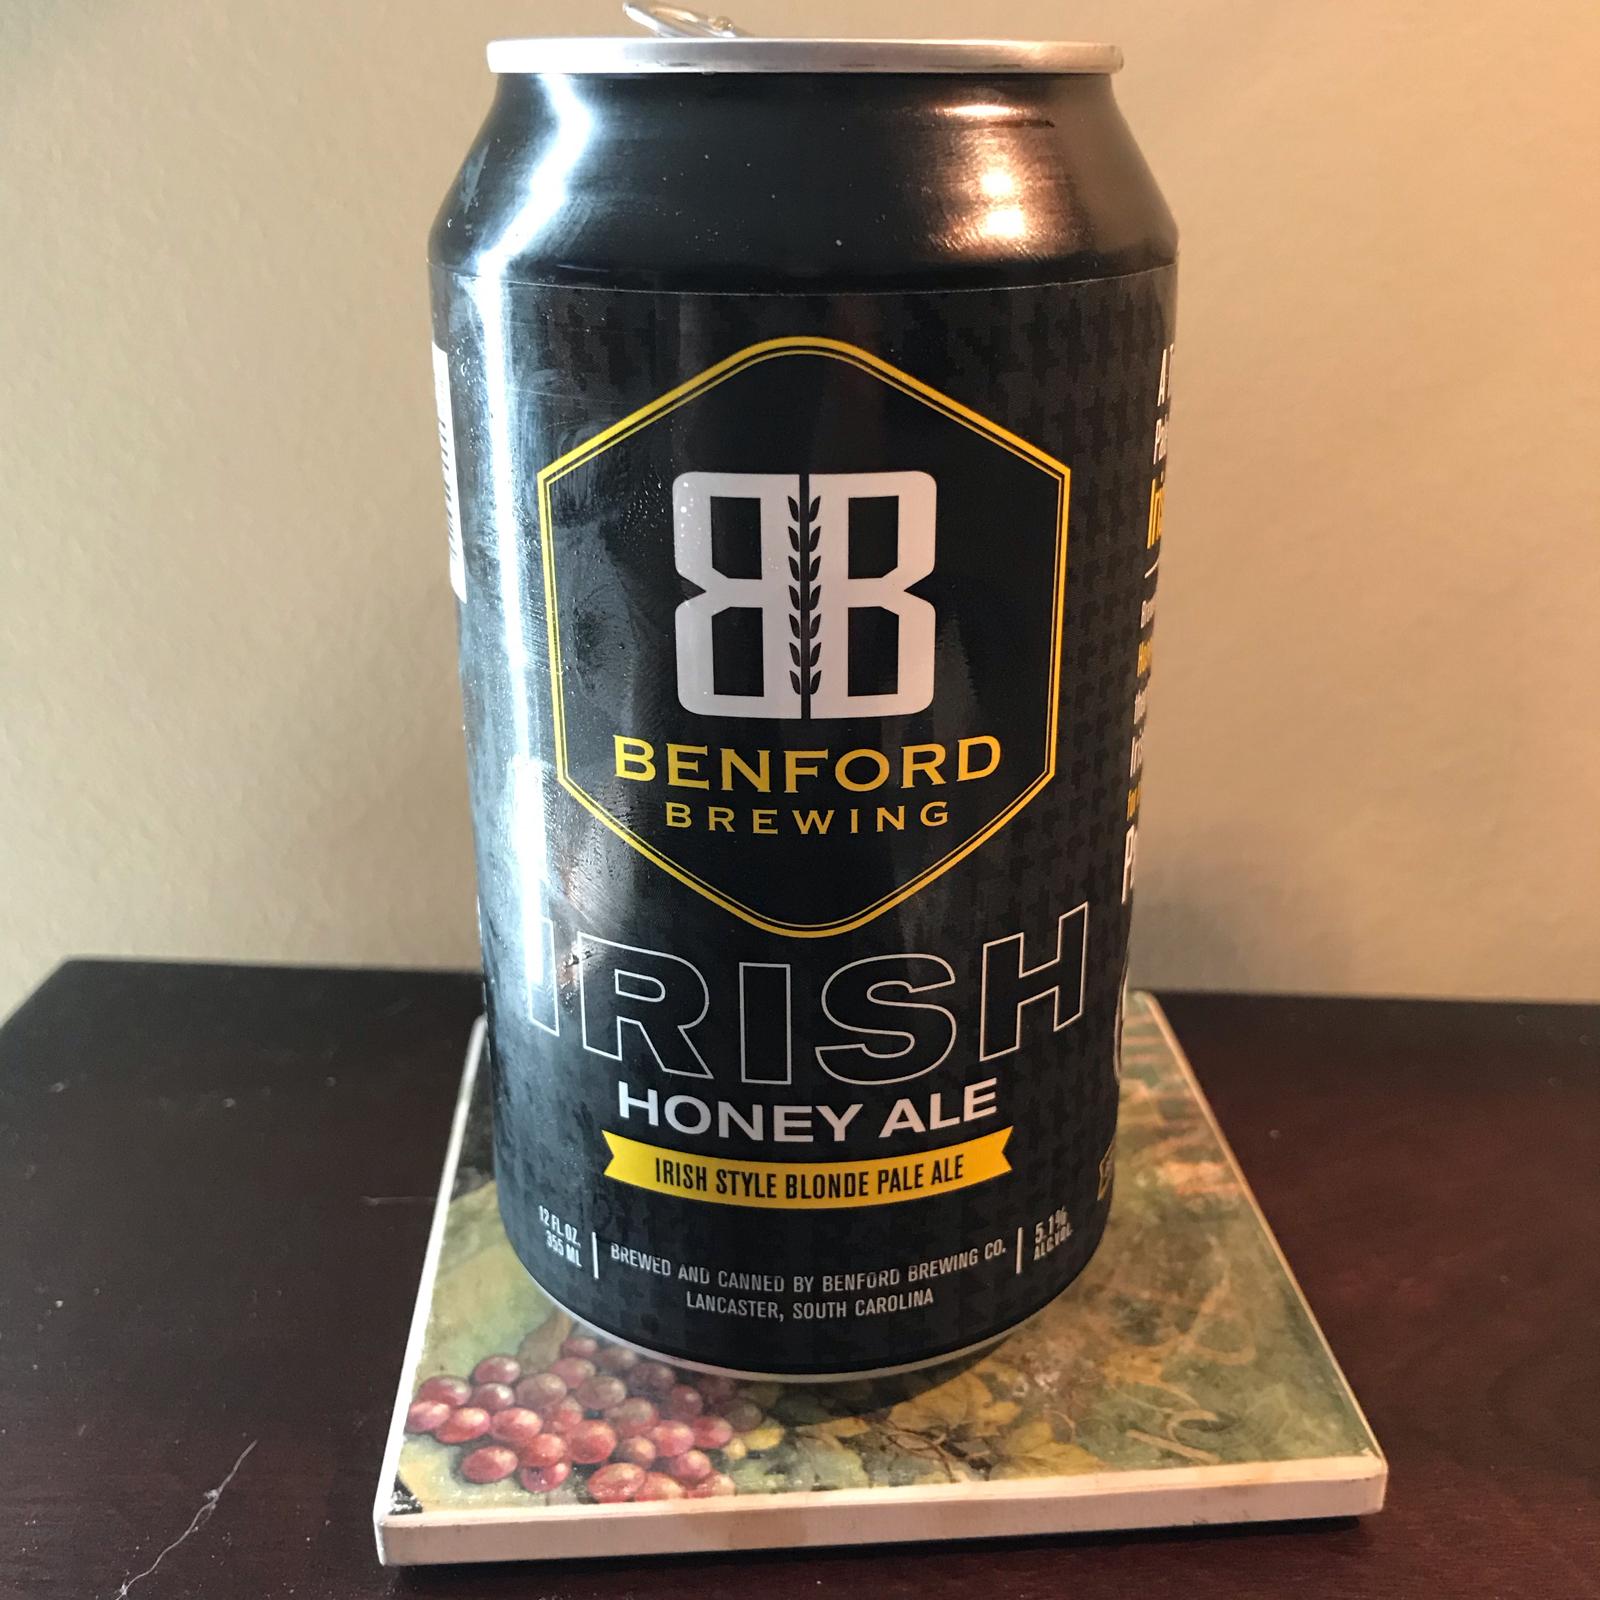 BB
BENFORD
BREWING
IRISH
HONEY ALE
IRISH STYLE BLONDE PALE ALE
12 FL. OZ.
355 ML
BREWED AND CANNED BY BENFORD BREWING CO.
LANCASTER, SOUTH CAROLINA
5.1%
ALC.VOL.